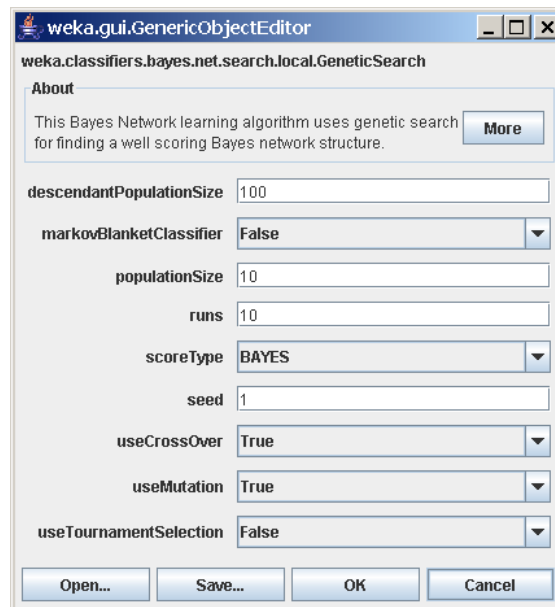 weka.gui.GenericObjectEditor
weka.classifiers.bayes.net.search.local.GeneticSearch
About
This Bayes Network learning algorithm uses genetic search
for finding a well scoring Bayes network structure.
More
descendantPopulationSize 100
markovBlanketClassifier False
populationSize 10
runs 10
scoreType BAYES
seed 1
useCrossOver True
useMutation True
useTournamentSelection False
Open... Save... OK Cancel